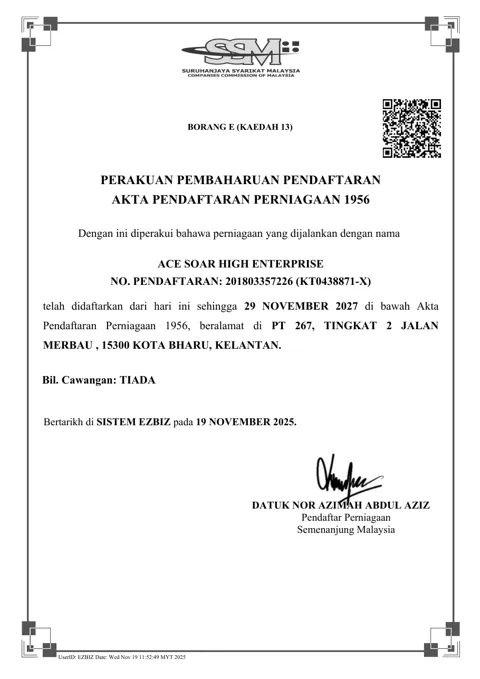 SSM
SURUHANJAYA SYARIKAT MALAYSIA
COMPANIES COMMISSION OF MALAYSIA
BORANG E (KAEDAH 13)
PERAKUAN PEMBAHARUAN PENDAFTARAN
AKTA PENDAFTARAN PERNIAGAAN 1956
Dengan ini diperakui bahawa perniagaan yang dijalankan dengan nama
ACE SOAR HIGH ENTERPRISE
NO. PENDAFTARAN: 201803357226 (KT0438871-X)
telah didaftarkan dari hari ini sehingga 29 NOVEMBER 2027 di bawah Akta
Pendaftaran Perniagaan 1956, beralamat di PT 267, TINGKAT 2 JALAN
MERBAU , 15300 KOTA BHARU, KELANTAN.
Bil. Cawangan: TIADA
Bertarikh di SISTEM EZBIZ pada 19 NOVEMBER 2025.
DATUK NOR AZIMAH ABDUL AZIZ
Pendaftar Perniagaan
Semenanjung Malaysia
UserID: EZBIZ Date: Wed Nov 19 11:52:49 MYT 2025